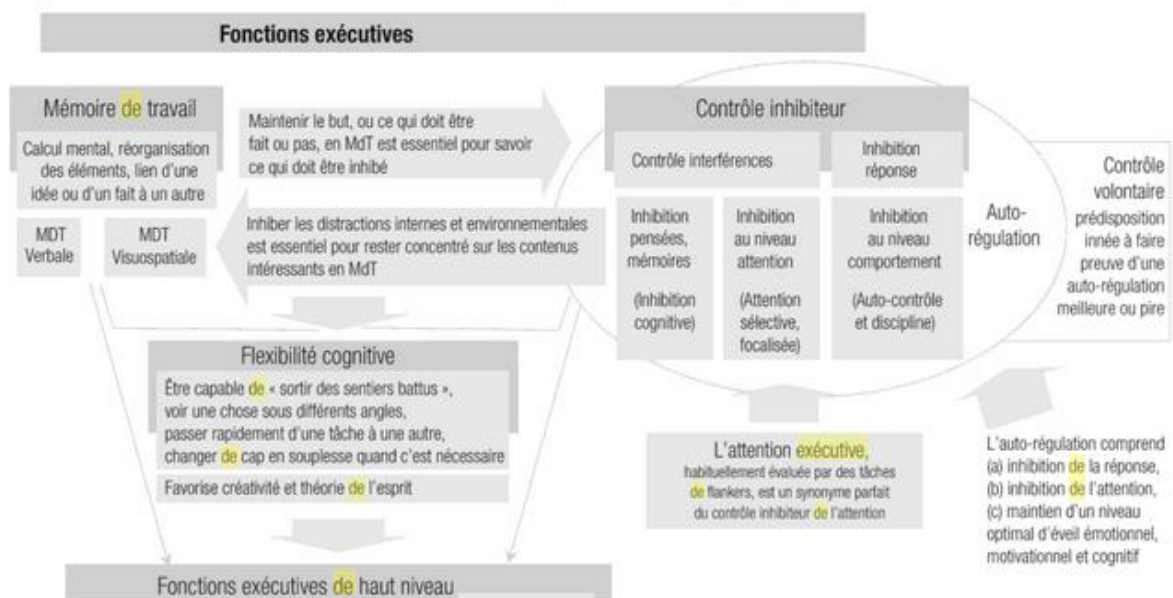 Fonctions exécutives
Mémoire de travail
Calcul mental, réorganisation
des éléments, lien d'une
idée ou d'un fait à un autre
MDT
Verbale
MDT
Visuospatiale
Maintenir le but, ou ce qui doit être
fait ou pas, en MdT est essentiel pour savoir
ce qui doit être inhibé
Inhiber les distractions internes et environnementales
est essentiel pour rester concentré sur les contenus
intéressants en MdT
Contrôle inhibiteur
Contrôle interférences
Inhibition
réponse
Inhibition
pensées,
mémoires
(Inhibition
cognitive)
Inhibition
au niveau
attention
(Attention
sélective,
focalisée)
Inhibition
au niveau
comportement
(Auto-contrôle
et discipline)
Auto-
régulation
Contrôle
volontaire
prédisposition
innée à faire
preuve d'une
auto-régulation
meilleure ou pire
Flexibilité cognitive
Être capable de « sortir des sentiers battus »,
voir une chose sous différents angles,
passer rapidement d'une tâche à une autre,
changer de cap en souplesse quand c'est nécessaire
Favorise créativité et théorie de l'esprit
L'attention exécutive,
habituellement évaluée par des tâches
de flankers, est un synonyme parfait
du contrôle inhibiteur de l'attention
L'auto-régulation comprend
(a) inhibition de la réponse,
(b) inhibition de l'attention,
(c) maintien d'un niveau
optimal d'éveil émotionnel,
motivationnel et cognitif
Fonctions exécutives de haut niveau